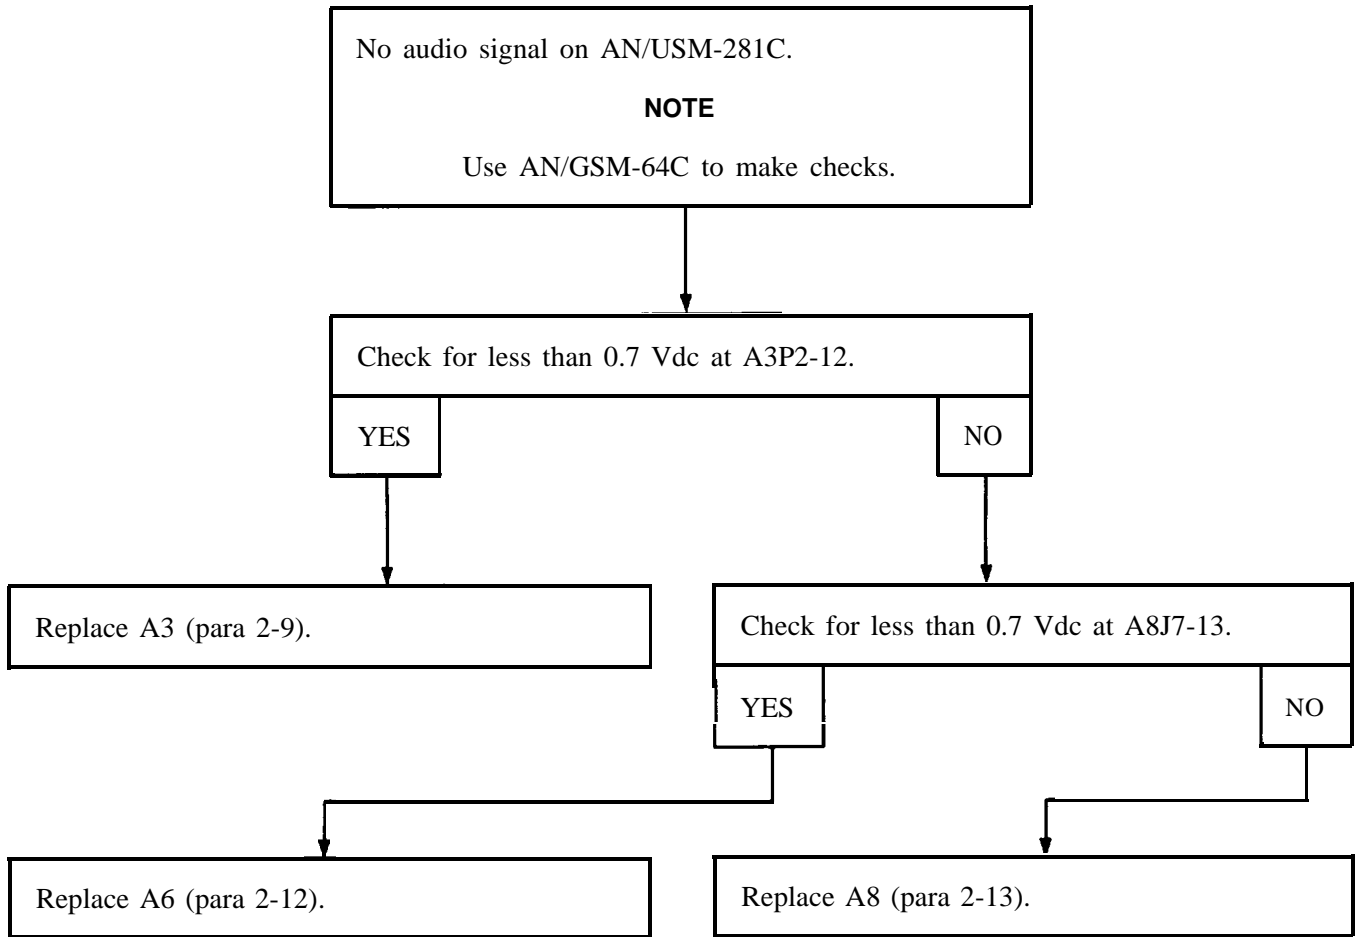 No audio signal on AN/USM-281C.
NOTE
Use AN/GSM-64C to make checks.
Check for less than 0.7 Vdc at A3P2-12.
YES
NO
Replace A3 (para 2-9).
Check for less than 0.7 Vdc at A8J7-13.
YES
NO
Replace A6 (para 2-12).
Replace A8 (para 2-13).